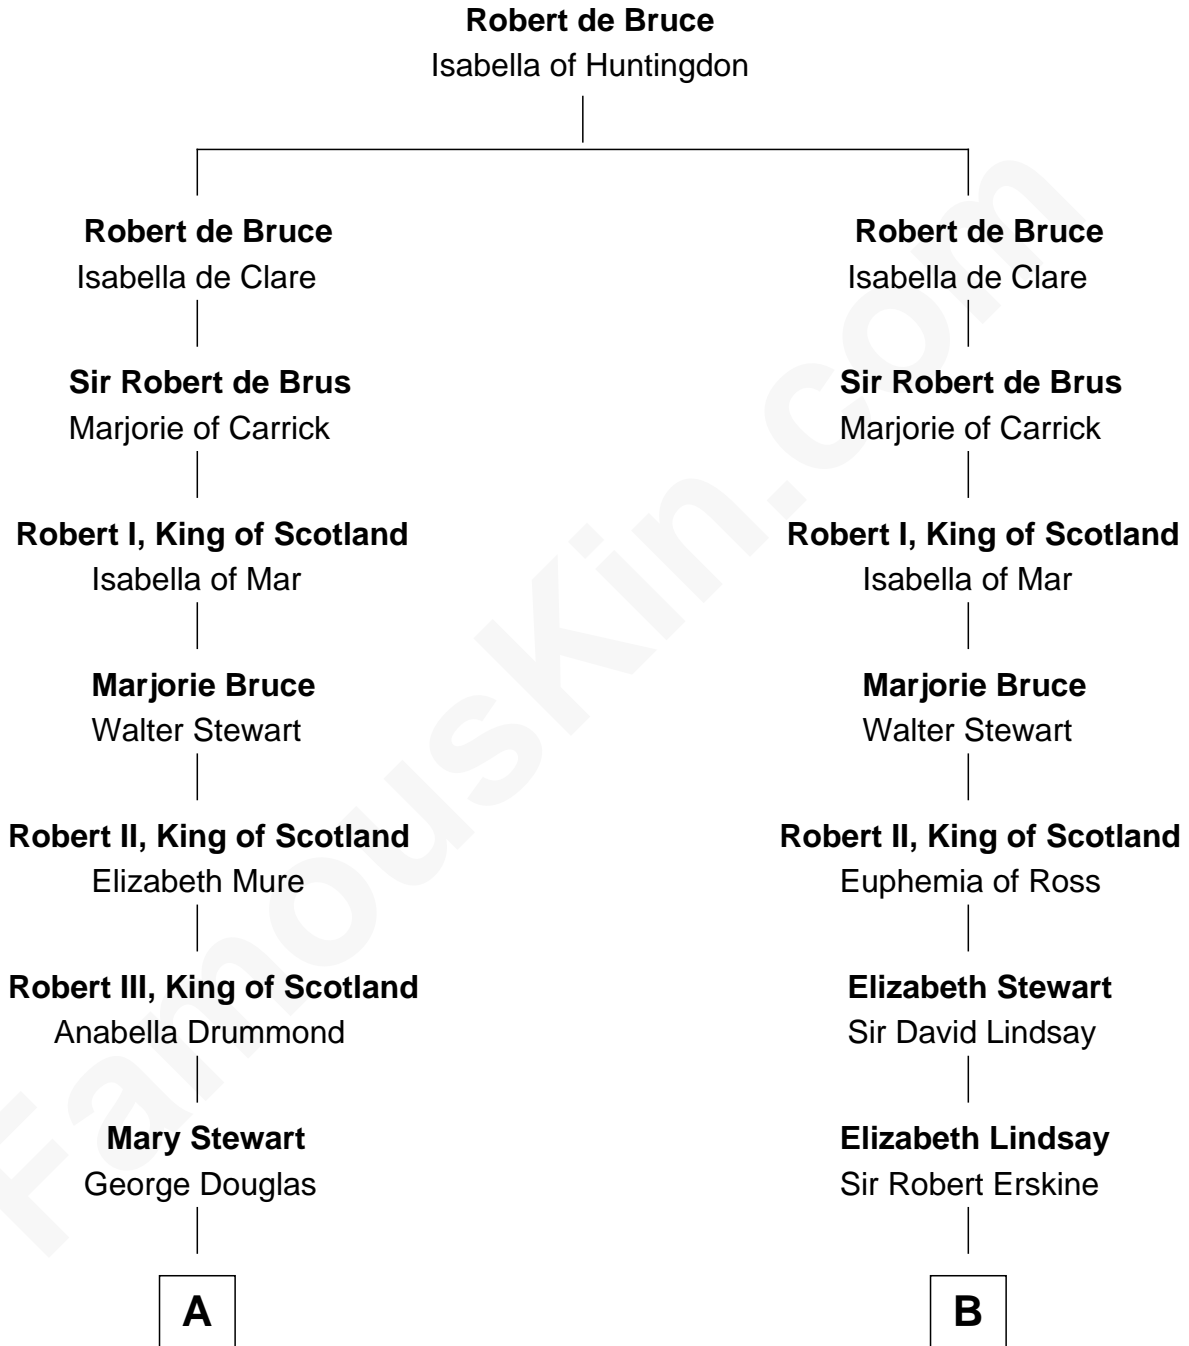 Robert de Bruce
Isabella of Huntingdon
Robert de Bruce
Isabella de Clare
Robert de Bruce
Isabella de Clare
Sir Robert de Brus
Marjorie of Carrick
Sir Robert de Brus
Marjorie of Carrick
Robert I, King of Scotland
Isabella of Mar
Robert I, King of Scotland
Isabella of Mar
Marjorie Bruce
Walter Stewart
Marjorie Bruce
Walter Stewart
Robert II, King of Scotland
Elizabeth Mure
Robert II, King of Scotland
Euphemia of Ross
Robert III, King of Scotland
Anabella Drummond
Elizabeth Stewart
Sir David Lindsay
Mary Stewart
George Douglas
Elizabeth Lindsay
Sir Robert Erskine
A
B
FamousKin.com